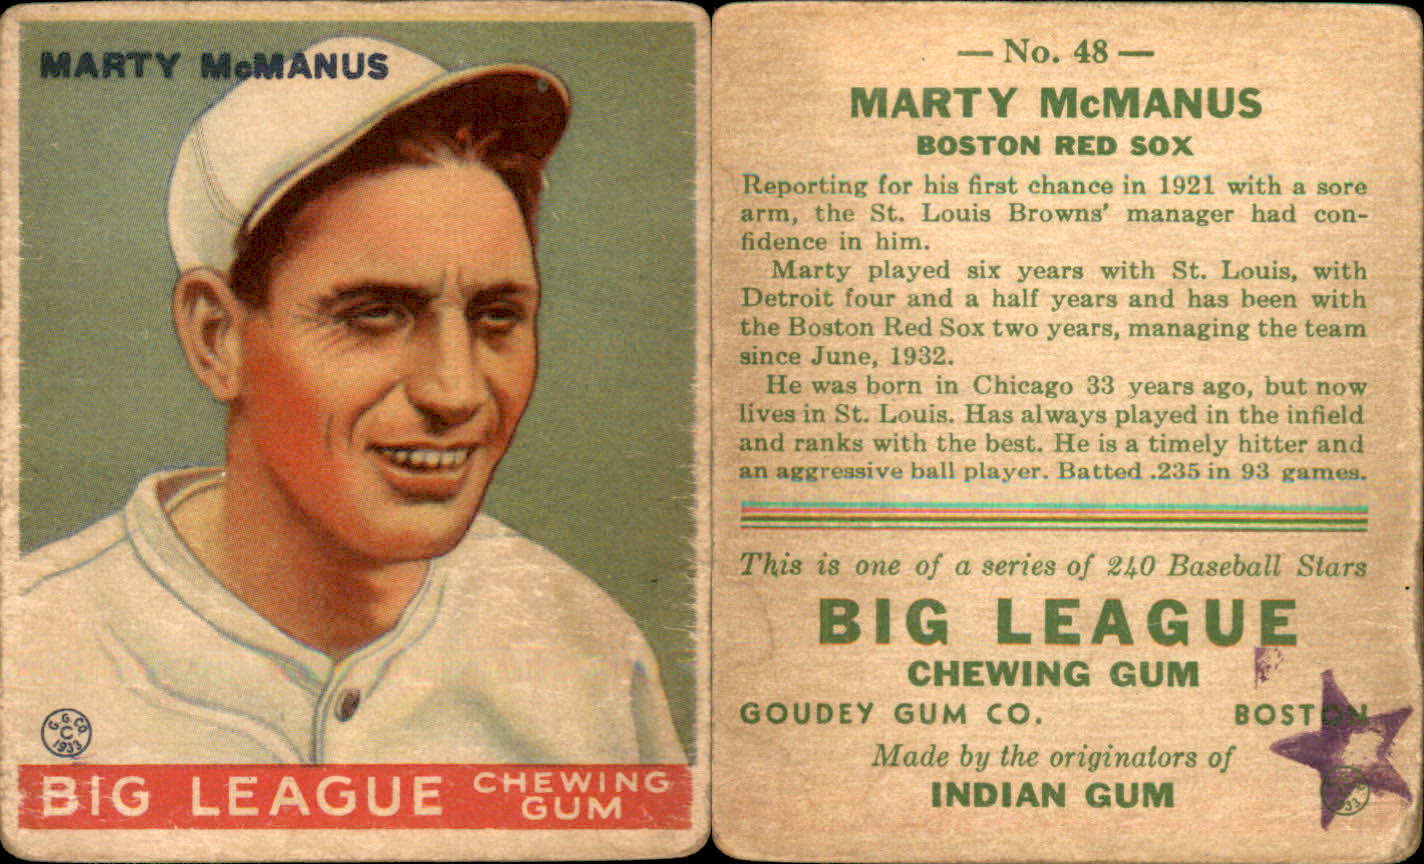 MARTY McMANUS
G.G.CO.
C
1933
BIG LEAGUE CHEWING GUM
— No. 48 —
MARTY McMANUS
BOSTON RED SOX
Reporting for his first chance in 1921 with a sore
arm, the St. Louis Browns' manager had con-
fidence in him.
Marty played six years with St. Louis, with
Detroit four and a half years and has been with
the Boston Red Sox two years, managing the team
since June, 1932.
He was born in Chicago 33 years ago, but now
lives in St. Louis. Has always played in the infield
and ranks with the best. He is a timely hitter and
an aggressive ball player. Batted .235 in 93 games.
This is one of a series of 240 Baseball Stars
BIG LEAGUE
CHEWING GUM
GOUDEY GUM CO. BOSTON
Made by the originators of
INDIAN GUM